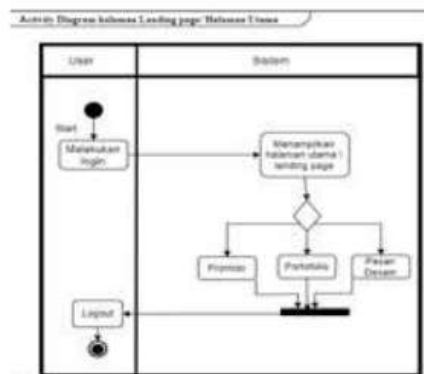 Activity Diagram halaman Landing page/ Halaman Utama
User
Sistem
Start
Melakukan
login
Menampilkan
halaman utama \
landing page
Promosi
Portofolio
Pesan
Desain
Logout